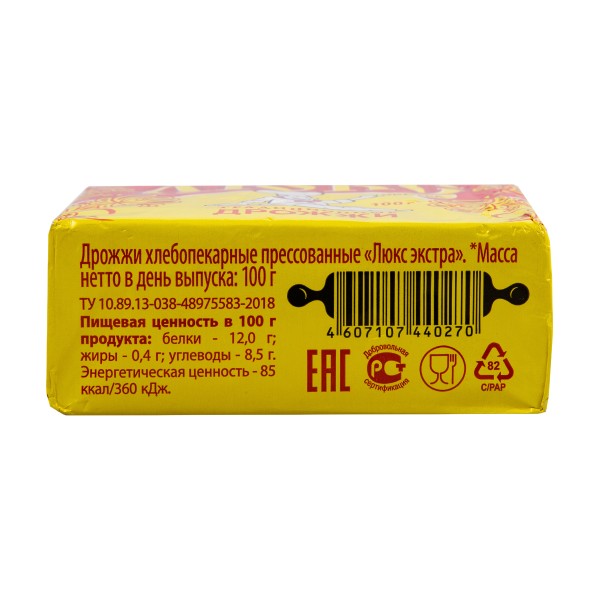 100г
ДРОЖЖИ
Дрожжи хлебопекарные прессованные «Люкс экстра». *Масса
нетто в день выпуска: 100 г
ТУ 10.89.13-038-48975583-2018
Пищевая ценность в 100 г
продукта: белки - 12,0 г;
жиры - 0,4 г; углеводы - 8,5 г.
Энергетическая ценность - 85
ккал/360 кДж.
4 607107 440270
ЕАС
Добровольная
РСТ
сертификация
82
C/PAP